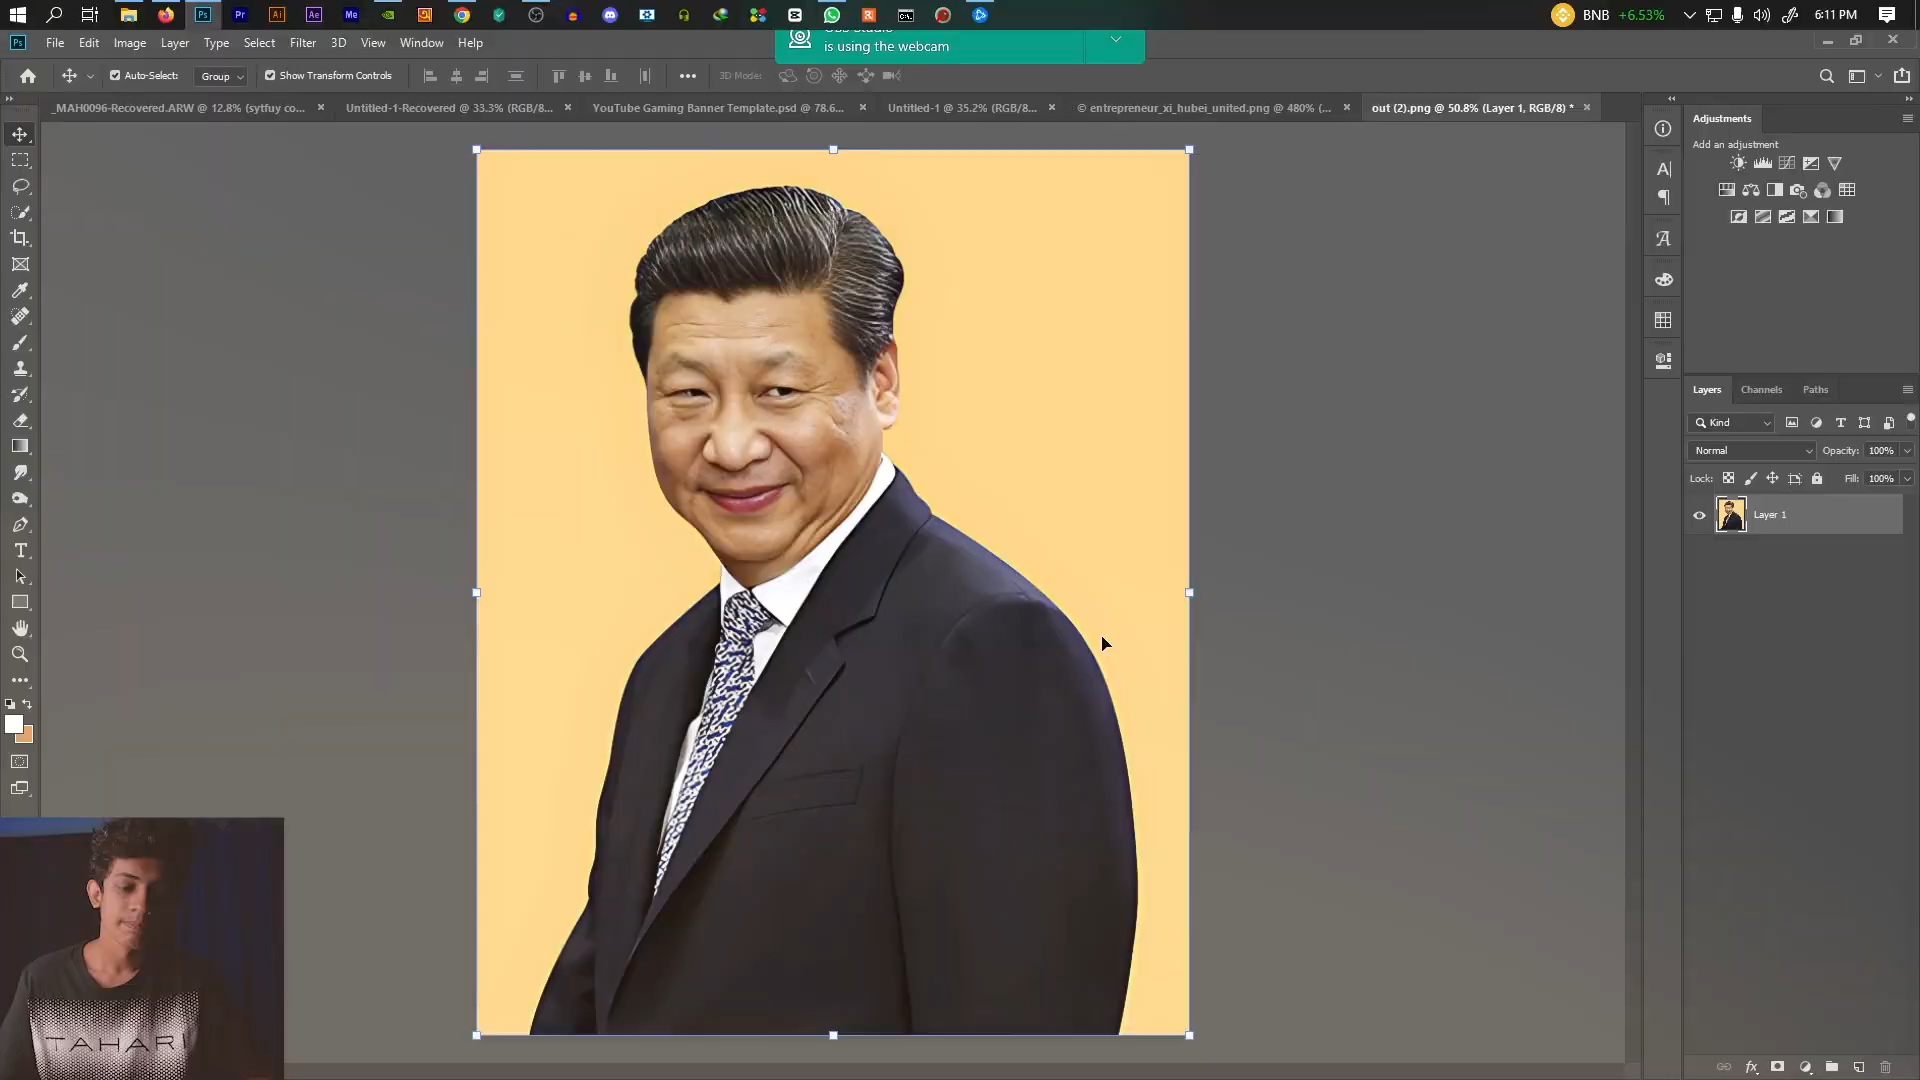 BNB +6.53%
6:11 PM
File Edit Image Layer Type Select Filter 3D View Window Help
is using the webcam
Auto-Select: Group Show Transform Controls 3D Mode:
_MAH0096-Recovered.ARW @ 12.8% (sytfuy co... × Untitled-1-Recovered @ 33.3% (RGB/8... × YouTube Gaming Banner Template.psd @ 78.6... × Untitled-1 @ 35.2% (RGB/8... × © entrepreneur_xi_hubei_united.png @ 480% (... × out (2).png @ 50.8% (Layer 1, RGB/8) * ×
Adjustments
Add an adjustment
Layers Channels Paths
Kind
Normal Opacity: 100%
Lock: Fill: 100%
Layer 1
TAHARI